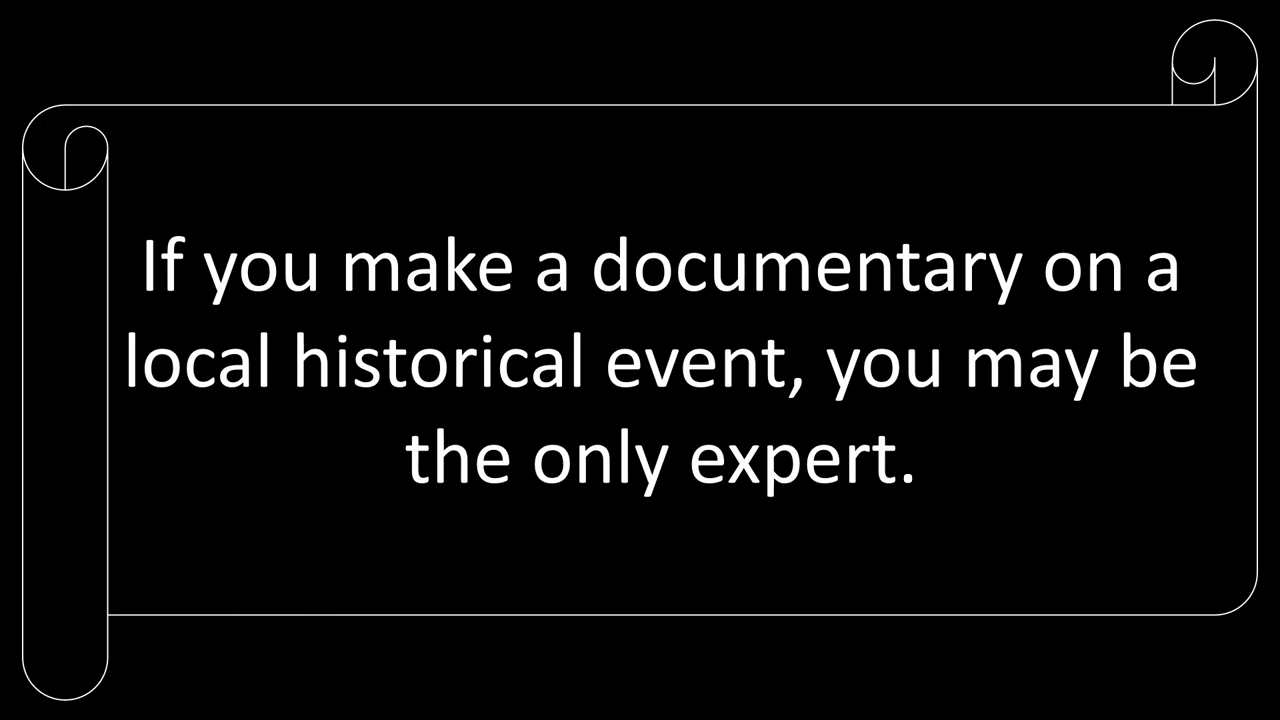 If you make a documentary on a
local historical event, you may be
the only expert.